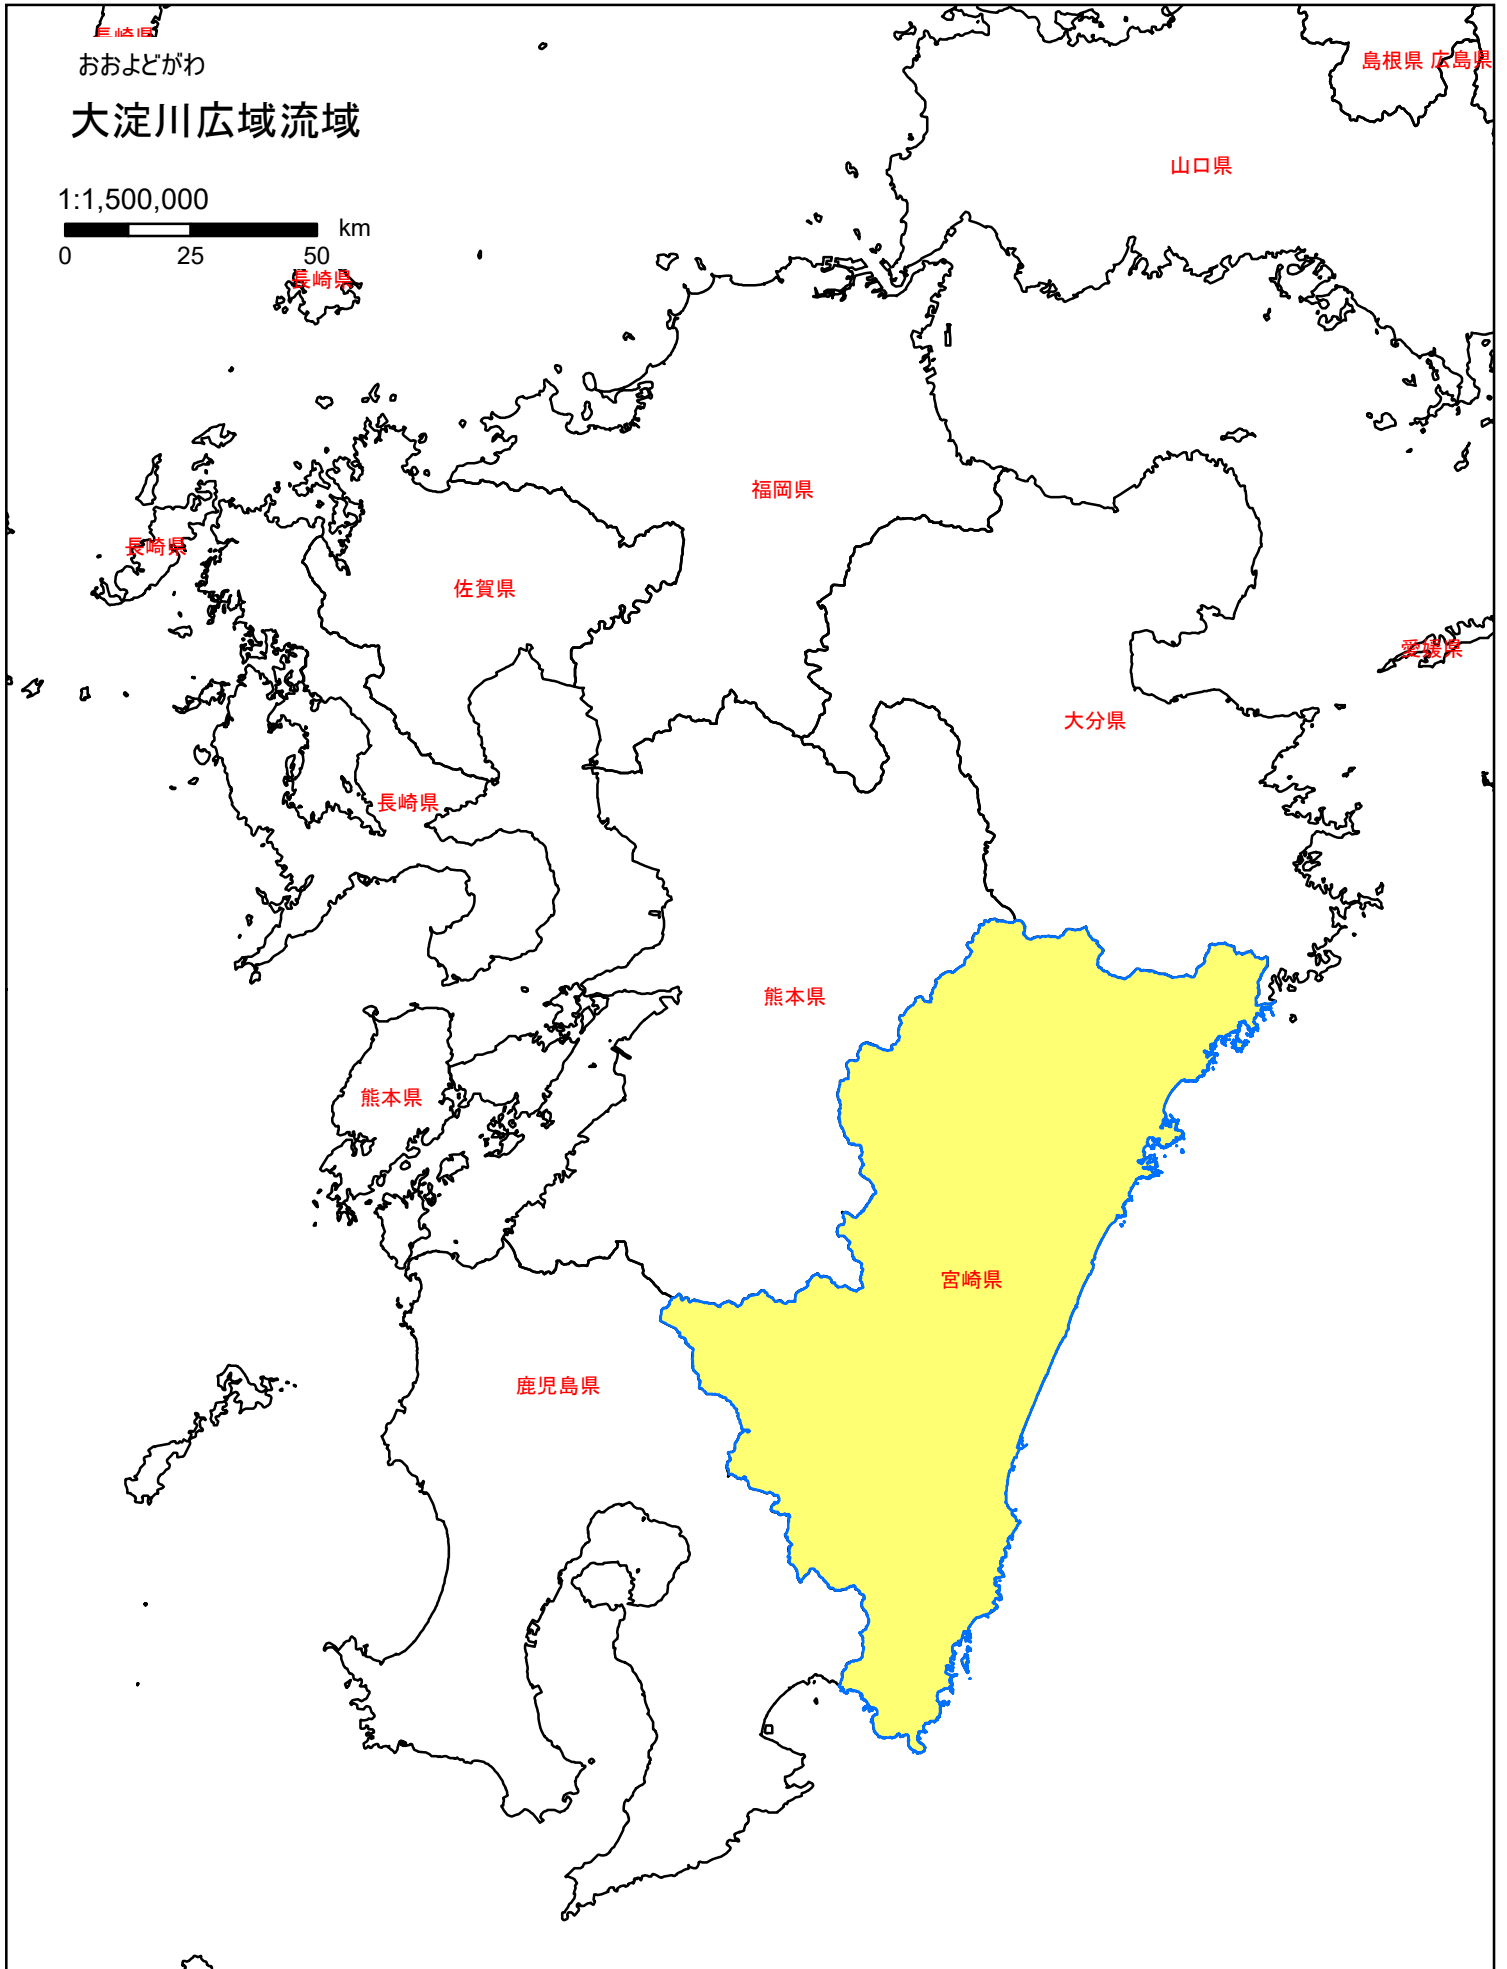 長崎県
おおよどがわ
大淀川広域流域
1:1,500,000
km
0 25 50
長崎県
島根県 広島県
山口県
福岡県
長崎県
佐賀県
愛媛県
大分県
長崎県
熊本県
熊本県
宮崎県
鹿児島県